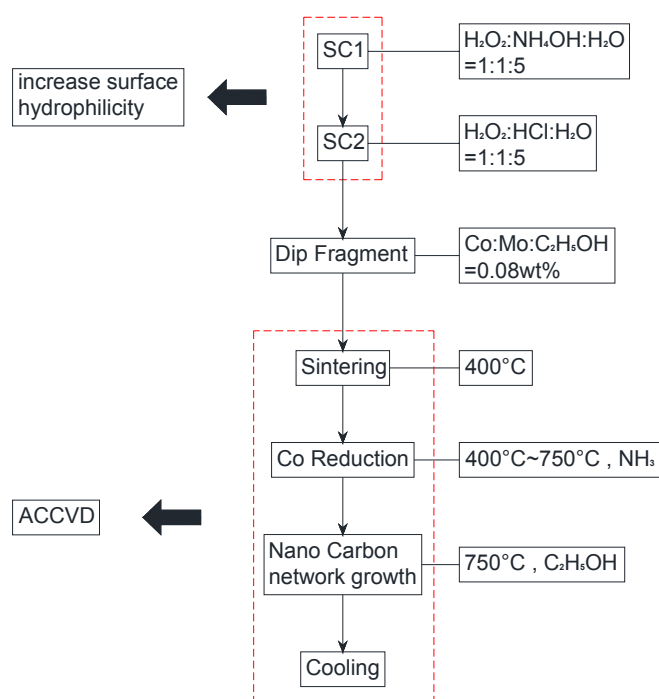 SC1
H₂O₂:NH₄OH:H₂O
=1:1:5
increase surface
hydrophilicity
SC2
H₂O₂:HCl:H₂O
=1:1:5
Dip Fragment
Co:Mo:C₂H₅OH
=0.08wt%
Sintering
400°C
Co Reduction
400°C~750°C , NH₃
ACCVD
Nano Carbon
network growth
750°C , C₂H₅OH
Cooling